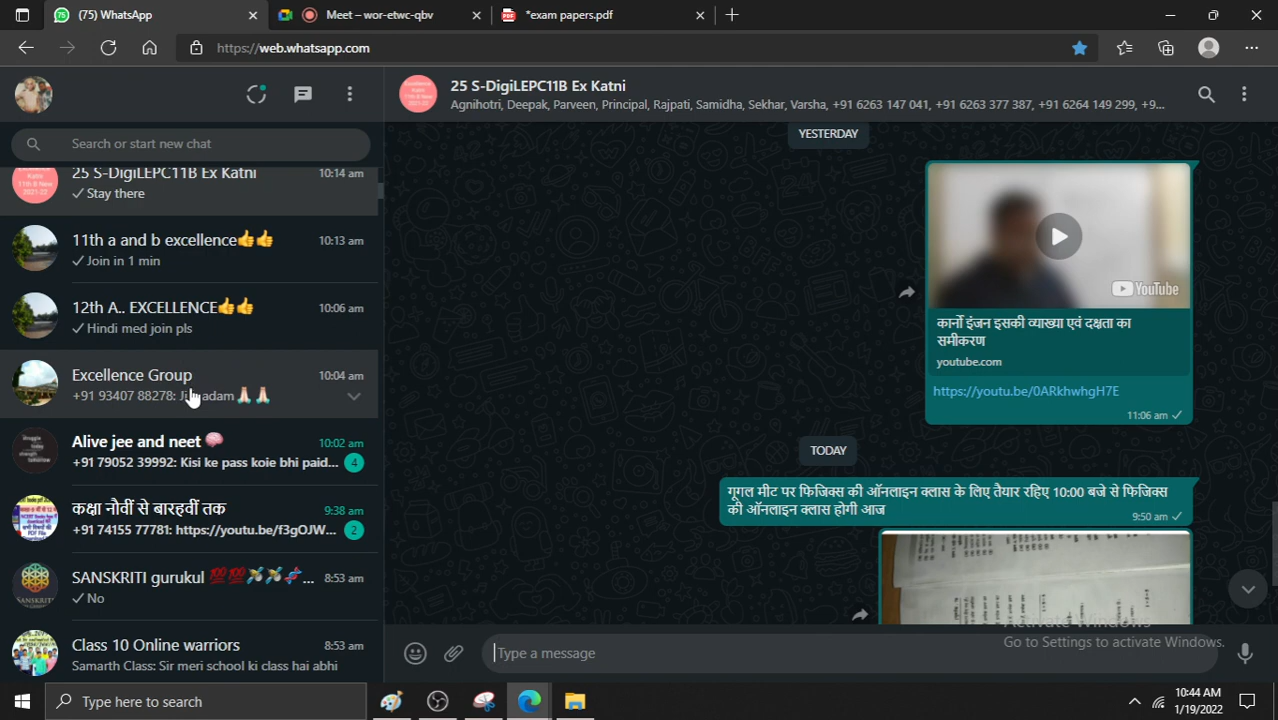 (75) WhatsApp
Meet – wor-etwc-qbv
*exam papers.pdf
https://web.whatsapp.com
Search or start new chat
25 S-DigiLEPC11B Ex Katni 10:14 am
✓ Stay there
11th a and b excellence👍👍 10:13 am
✓ Join in 1 min
12th A.. EXCELLENCE👍👍 10:06 am
✓ Hindi med join pls
Excellence Group 10:04 am
+91 93407 88278:
Alive jee and neet 🧠 10:02 am
+91 79052 39992: Kisi ke pass koie bhi paid... 4
कक्षा नौवीं से बारहवीं तक 9:38 am
+91 74155 77781: https://youtu.be/f3gOJW... 2
SANSKRITI gurukul 💯💯 ... 8:53 am
✓ No
Class 10 Online warriors 8:53 am
Samarth Class: Sir meri school ki class hai abhi
25 S-DigiLEPC11B Ex Katni
Agnihotri, Deepak, Parveen, Principal, Rajpati, Samidha, Sekhar, Varsha, +91 6263 147 041, +91 6263 377 387, +91 6264 149 299, +9...
YESTERDAY
YouTube
कार्नो इंजन इसकी व्याख्या एवं दक्षता का
समीकरण
youtube.com
https://youtu.be/0ARkhwhgH7E
11:06 am ✓
TODAY
गूगल मीट पर फिजिक्स की ऑनलाइन क्लास के लिए तैयार रहिए 10:00 बजे से फिजिक्स
की ऑनलाइन क्लास होगी आज
9:50 am ✓
Activate Windows
Go to Settings to activate Windows.
Type a message
Type here to search
10:44 AM
1/19/2022